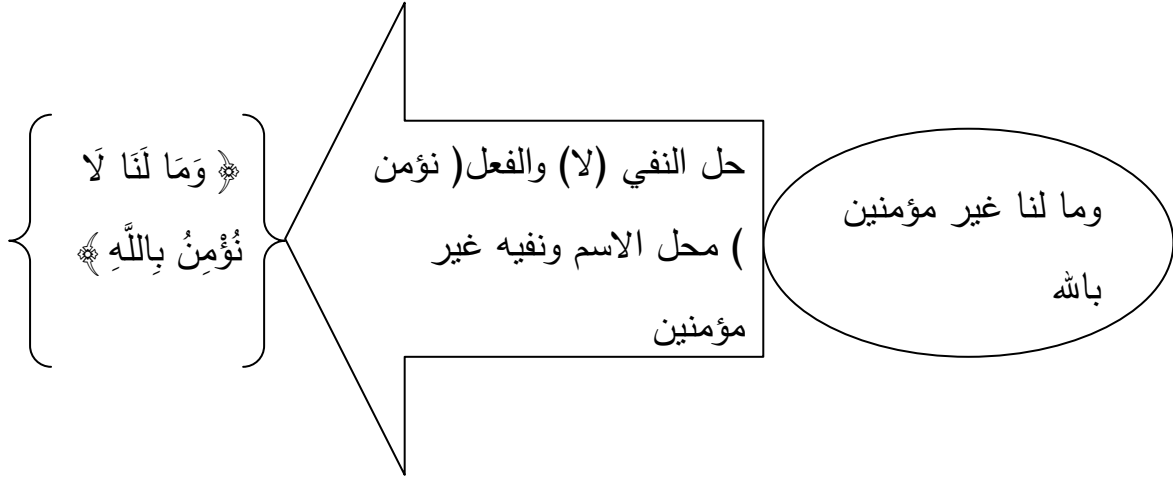 وما لنا غير مؤمنين
بالله
حل النفي (لا) والفعل( نؤمن
) محل الاسم ونفيه غير
مؤمنين
﴿ وَمَا لَنَا لَا
نُؤْمِنُ بِاللَّهِ ﴾